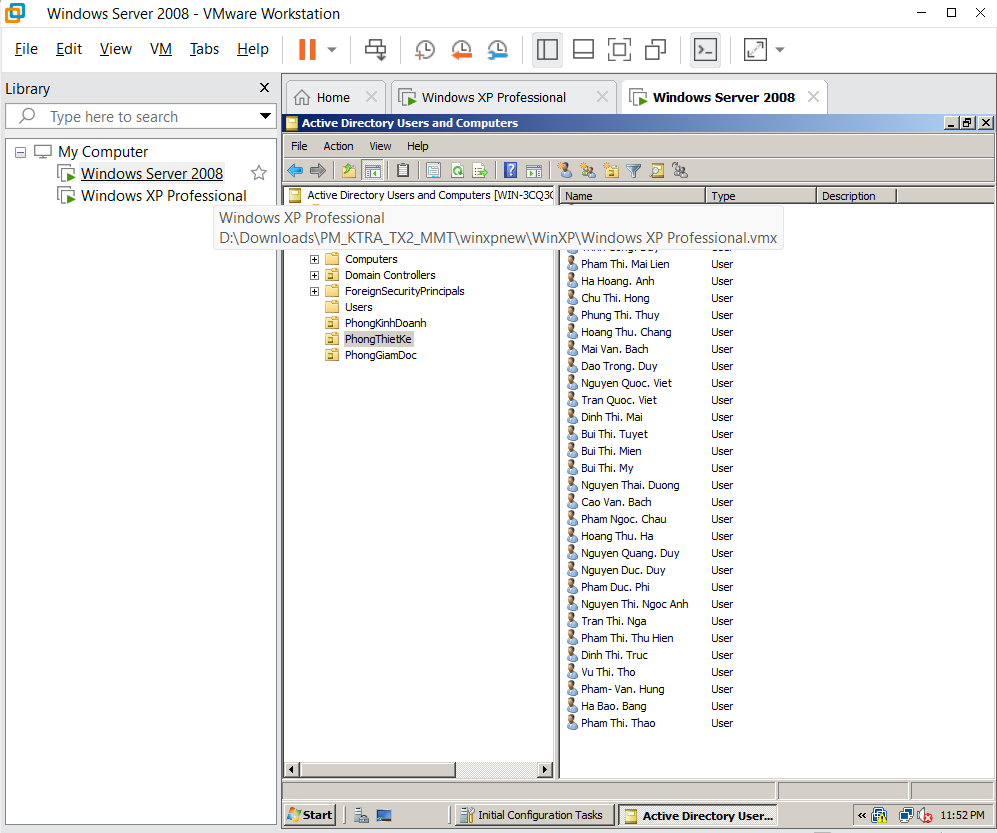 Windows Server 2008 - VMware Workstation
File Edit View VM Tabs Help
Library
Type here to search
My Computer
Windows Server 2008
Windows XP Professional
Windows XP Professional
D:\Downloads\PM_KTRA_TX2_MMT\winxpnew\WinXP\Windows XP Professional.vmx
Home
Windows XP Professional
Windows Server 2008
Active Directory Users and Computers
File Action View Help
Active Directory Users and Computers [WIN-3CQ3
Computers
Domain Controllers
ForeignSecurityPrincipals
Users
PhongKinhDoanh
PhongThietKe
PhongGiamDoc
Name Type Description
User
Pham Thi. Mai Lien User
Ha Hoang. Anh User
Chu Thi. Hong User
Phung Thi. Thuy User
Hoang Thu. Chang User
Mai Van. Bach User
Dao Trong. Duy User
Nguyen Quoc. Viet User
Tran Quoc. Viet User
Dinh Thi. Mai User
Bui Thi. Tuyet User
Bui Thi. Mien User
Bui Thi. My User
Nguyen Thai. Duong User
Cao Van. Bach User
Pham Ngoc. Chau User
Hoang Thu. Ha User
Nguyen Quang. Duy User
Nguyen Duc. Duy User
Pham Duc. Phi User
Nguyen Thi. Ngoc Anh User
Tran Thi. Nga User
Pham Thi. Thu Hien User
Dinh Thi. Truc User
Vu Thi. Tho User
Pham- Van. Hung User
Ha Bao. Bang User
Pham Thi. Thao User
Start
Initial Configuration Tasks
Active Directory User...
11:52 PM